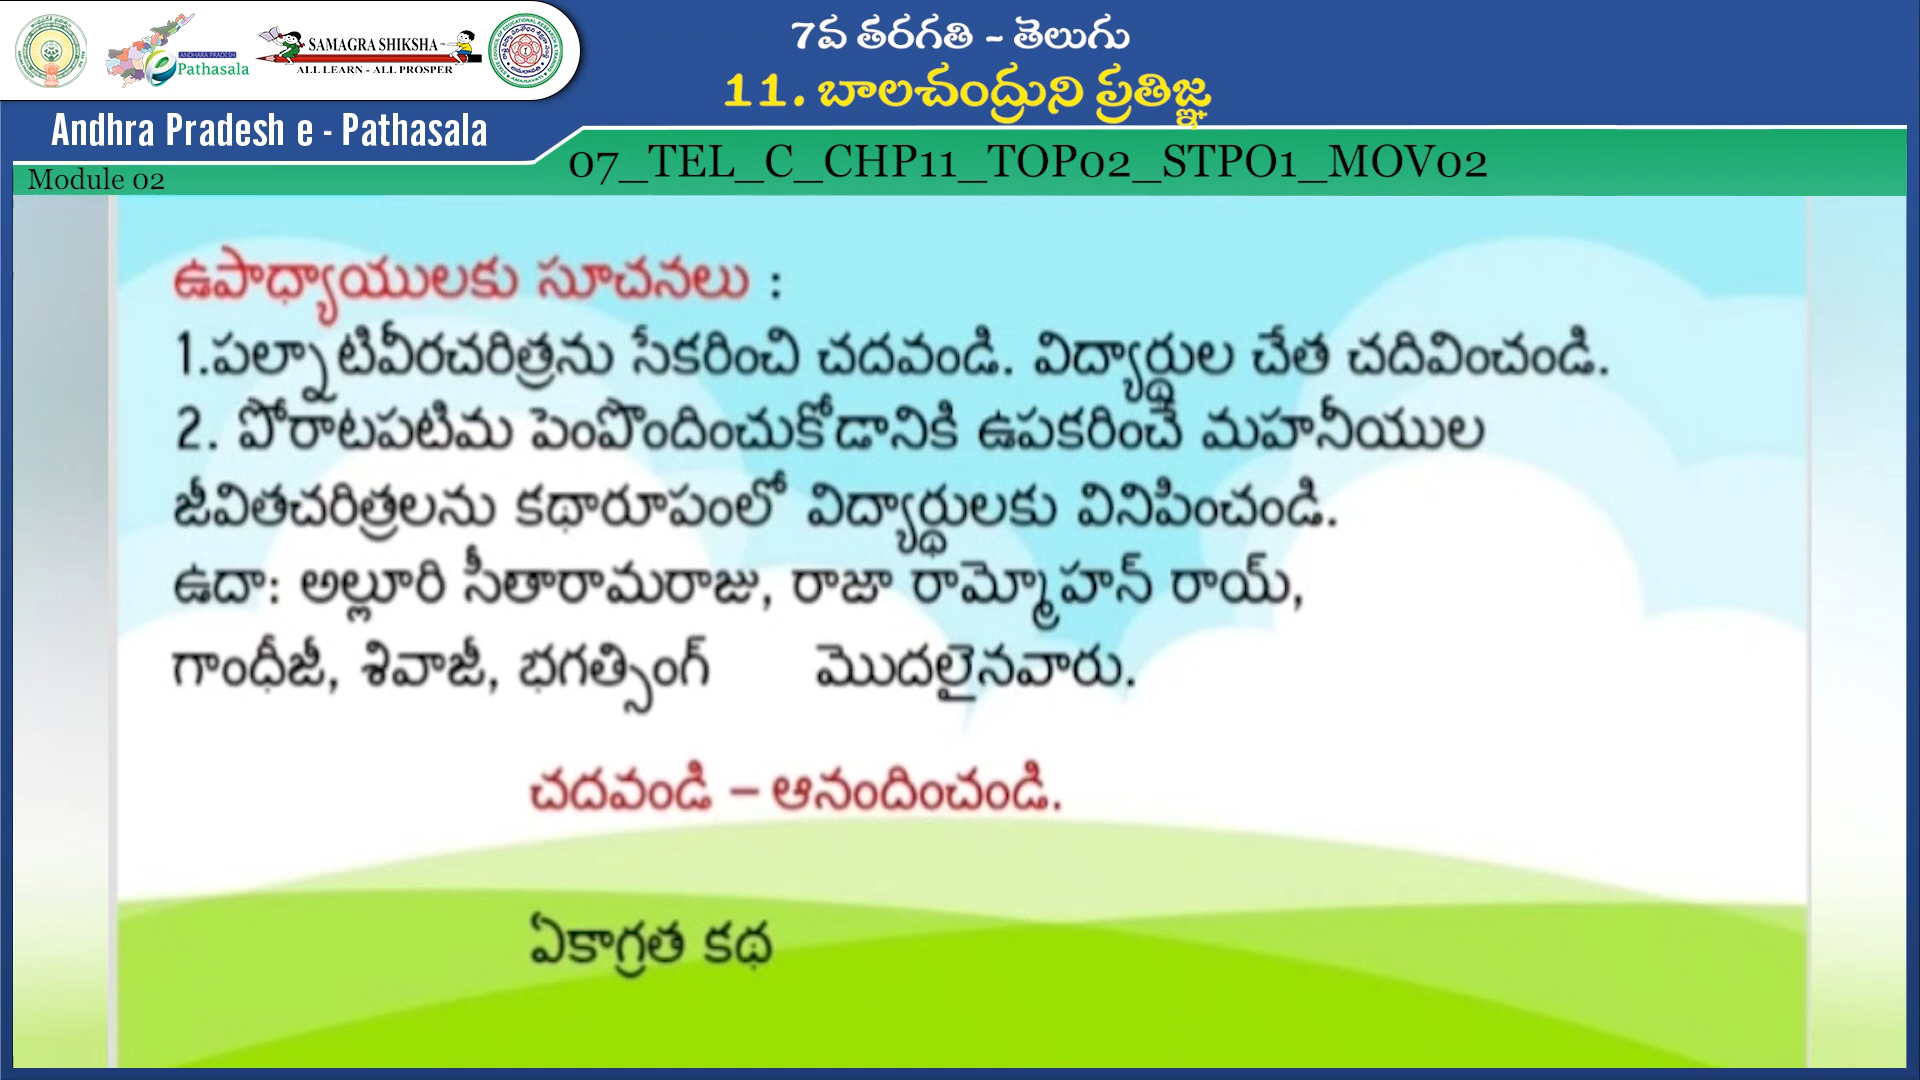 7వ తరగతి - తెలుగు
11. బాలచంద్రుని ప్రతిజ్ఞ
ANDHRA PRADESH
e Pathasala
SAMAGRA SHIKSHA
ALL LEARN - ALL PROSPER
Andhra Pradesh e - Pathasala
Module 02
07_TEL_C_CHP11_TOP02_STPO1_MOV02
ఉపాధ్యాయులకు సూచనలు :
1.పల్నాటివీరచరిత్రను సేకరించి చదవండి. విద్యార్థుల చేత చదివించండి.
2. పోరాటపటిమ పెంపొందించుకోడానికి ఉపకరించే మహనీయుల
జీవితచరిత్రలను కథారూపంలో విద్యార్థులకు వినిపించండి.
ఉదా: అల్లూరి సీతారామరాజు, రాజా రామ్మోహన్ రాయ్,
గాంధీజీ, శివాజీ, భగత్సింగ్ మొదలైనవారు.
చదవండి – ఆనందించండి.
ఏకాగ్రత కథ